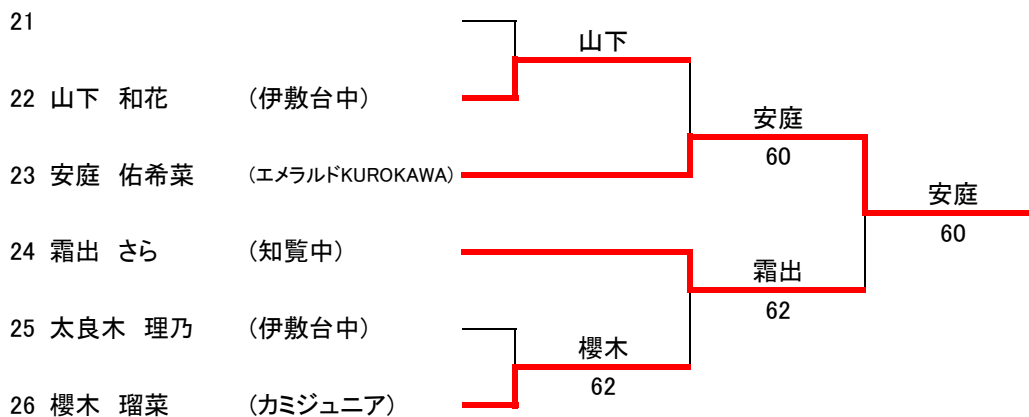 21
山下
22 山下 和花 (伊敷台中)
安庭
60
23 安庭 佑希菜 (エメラルドKUROKAWA)
安庭
60
24 霜出 さら (知覧中)
霜出
62
25 太良木 理乃 (伊敷台中)
櫻木
62
26 櫻木 瑠菜 (カミジュニア)